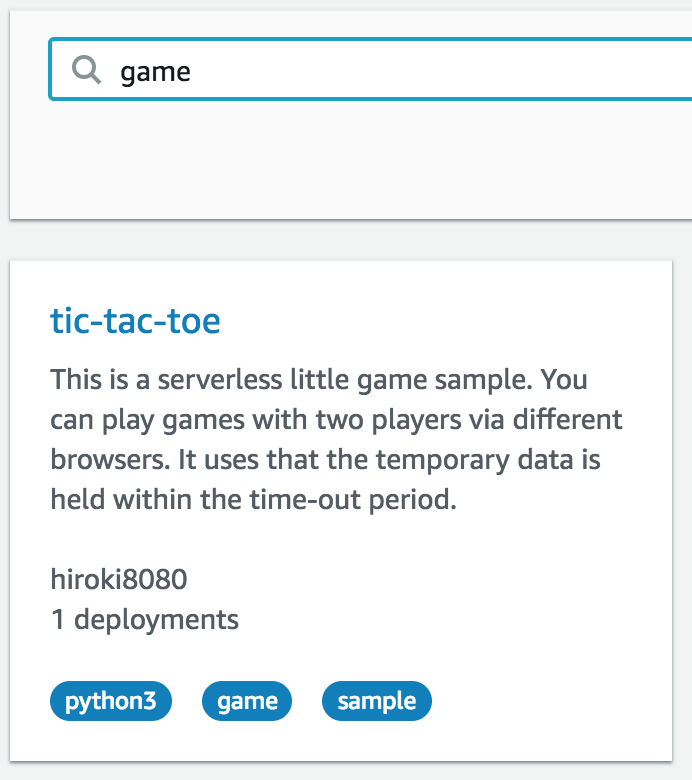 game
tic-tac-toe
This is a serverless little game sample. You
can play games with two players via different
browsers. It uses that the temporary data is
held within the time-out period.
hiroki8080
1 deployments
python3 game sample